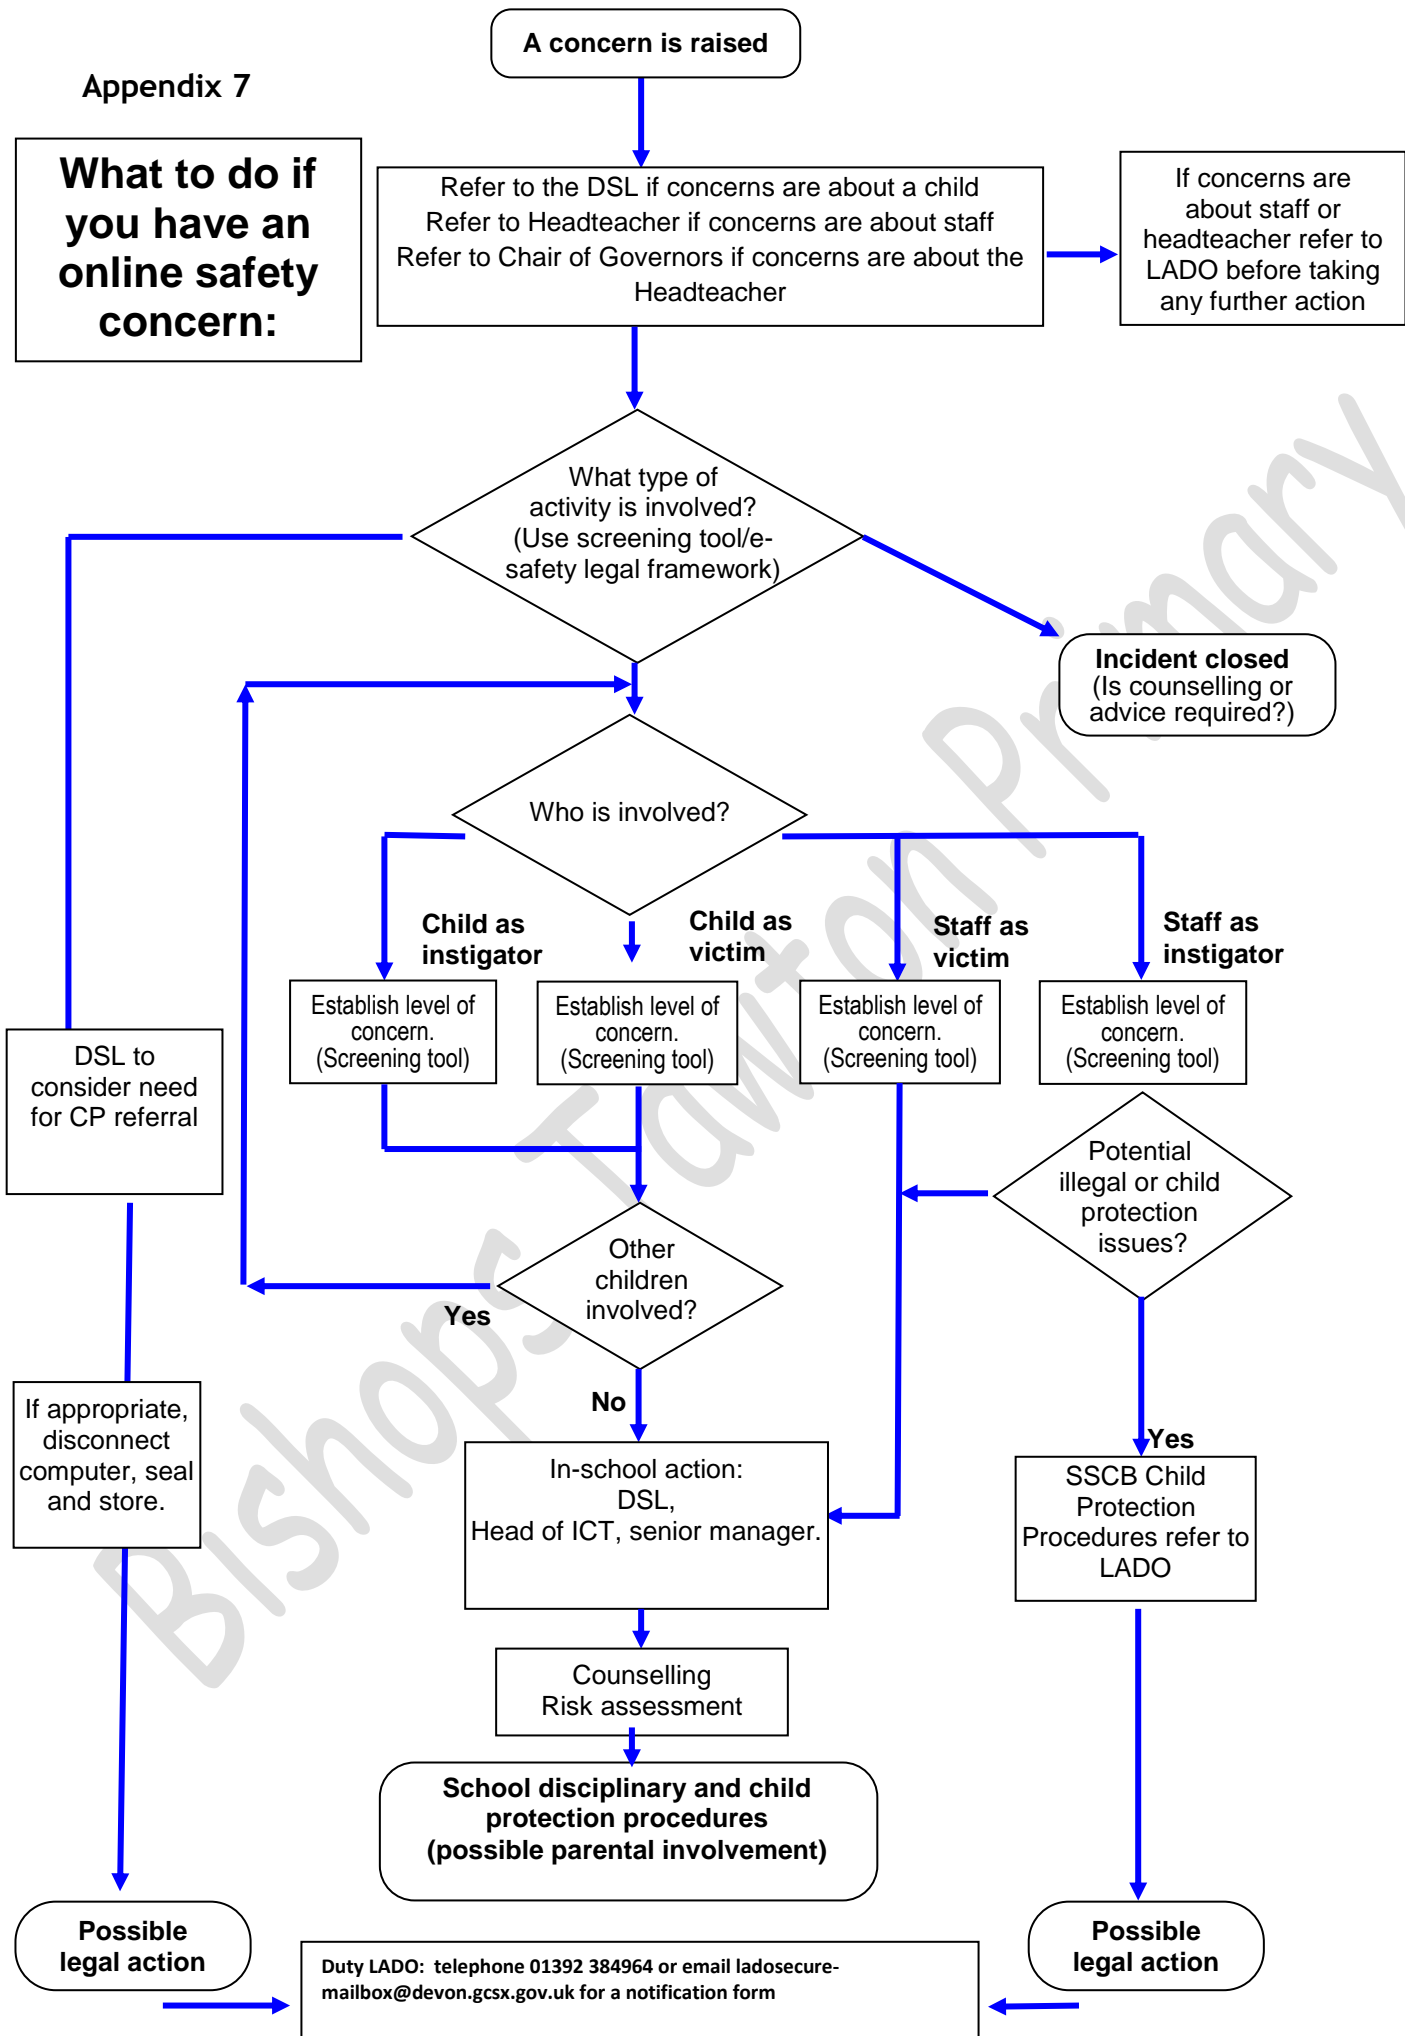 A concern is raised
Appendix 7
What to do if
you have an
online safety
concern:
Refer to the DSL if concerns are about a child
Refer to Headteacher if concerns are about staff
Refer to Chair of Governors if concerns are about the
Headteacher
If concerns are
about staff or
headteacher refer to
LADO before taking
any further action
What type of
activity is involved?
(Use screening tool/e-
safety legal framework)
Incident closed
(Is counselling or
advice required?)
Who is involved?
Child as
instigator
Child as
victim
Staff as
victim
Staff as
instigator
Establish level of
concern.
(Screening tool)
Establish level of
concern.
(Screening tool)
Establish level of
concern.
(Screening tool)
Establish level of
concern.
(Screening tool)
DSL to
consider need
for CP referral
Potential
illegal or child
protection
issues?
Other
children
involved?
Yes
No
If appropriate,
disconnect
computer, seal
and store.
In-school action:
DSL,
Head of ICT, senior manager.
Yes
SSCB Child
Protection
Procedures refer to
LADO
Counselling
Risk assessment
School disciplinary and child
protection procedures
(possible parental involvement)
Possible
legal action
Possible
legal action
Duty LADO:  telephone 01392 384964 or email ladosecure-
mailbox@devon.gcsx.gov.uk for a notification form
Bishops Tawton Primary